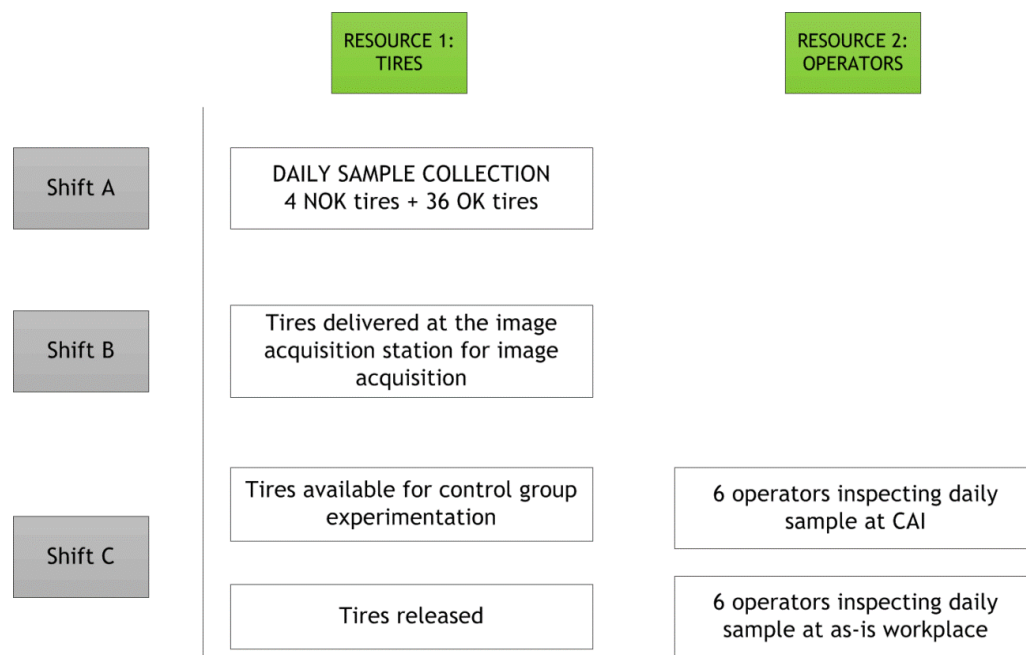 RESOURCE 1:
TIRES
RESOURCE 2:
OPERATORS
Shift A
DAILY SAMPLE COLLECTION
4 NOK tires + 36 OK tires
Shift B
Tires delivered at the image
acquisition station for image
acquisition
Shift C
Tires available for control group
experimentation
6 operators inspecting daily
sample at CAI
Tires released
6 operators inspecting daily
sample at as-is workplace